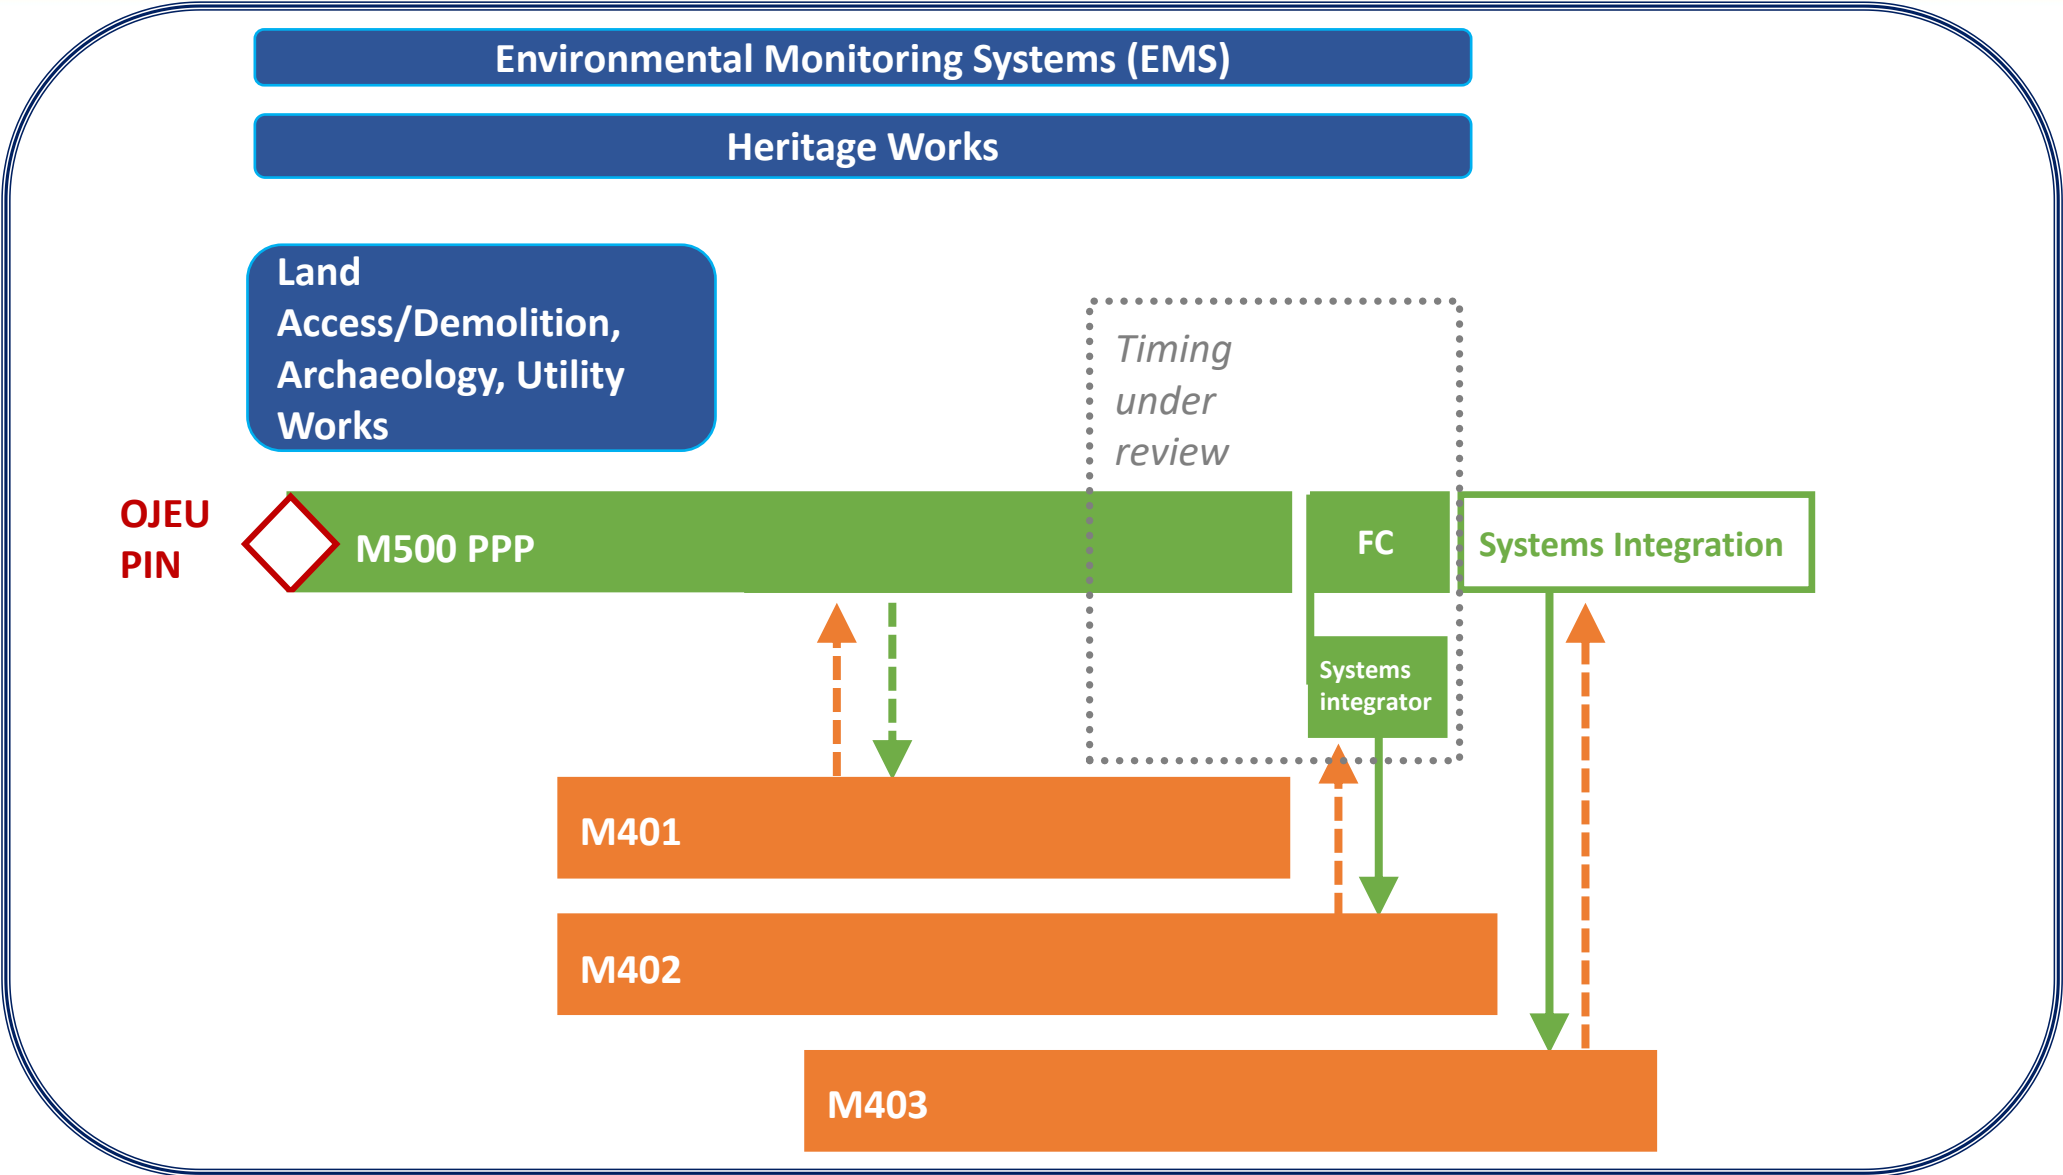 Environmental Monitoring Systems (EMS)
Heritage Works
Land
Access/Demolition,
Archaeology, Utility
Works
Timing
under
review
OJEU
PIN
M500 PPP
FC
Systems Integration
Systems
integrator
M401
M402
M403